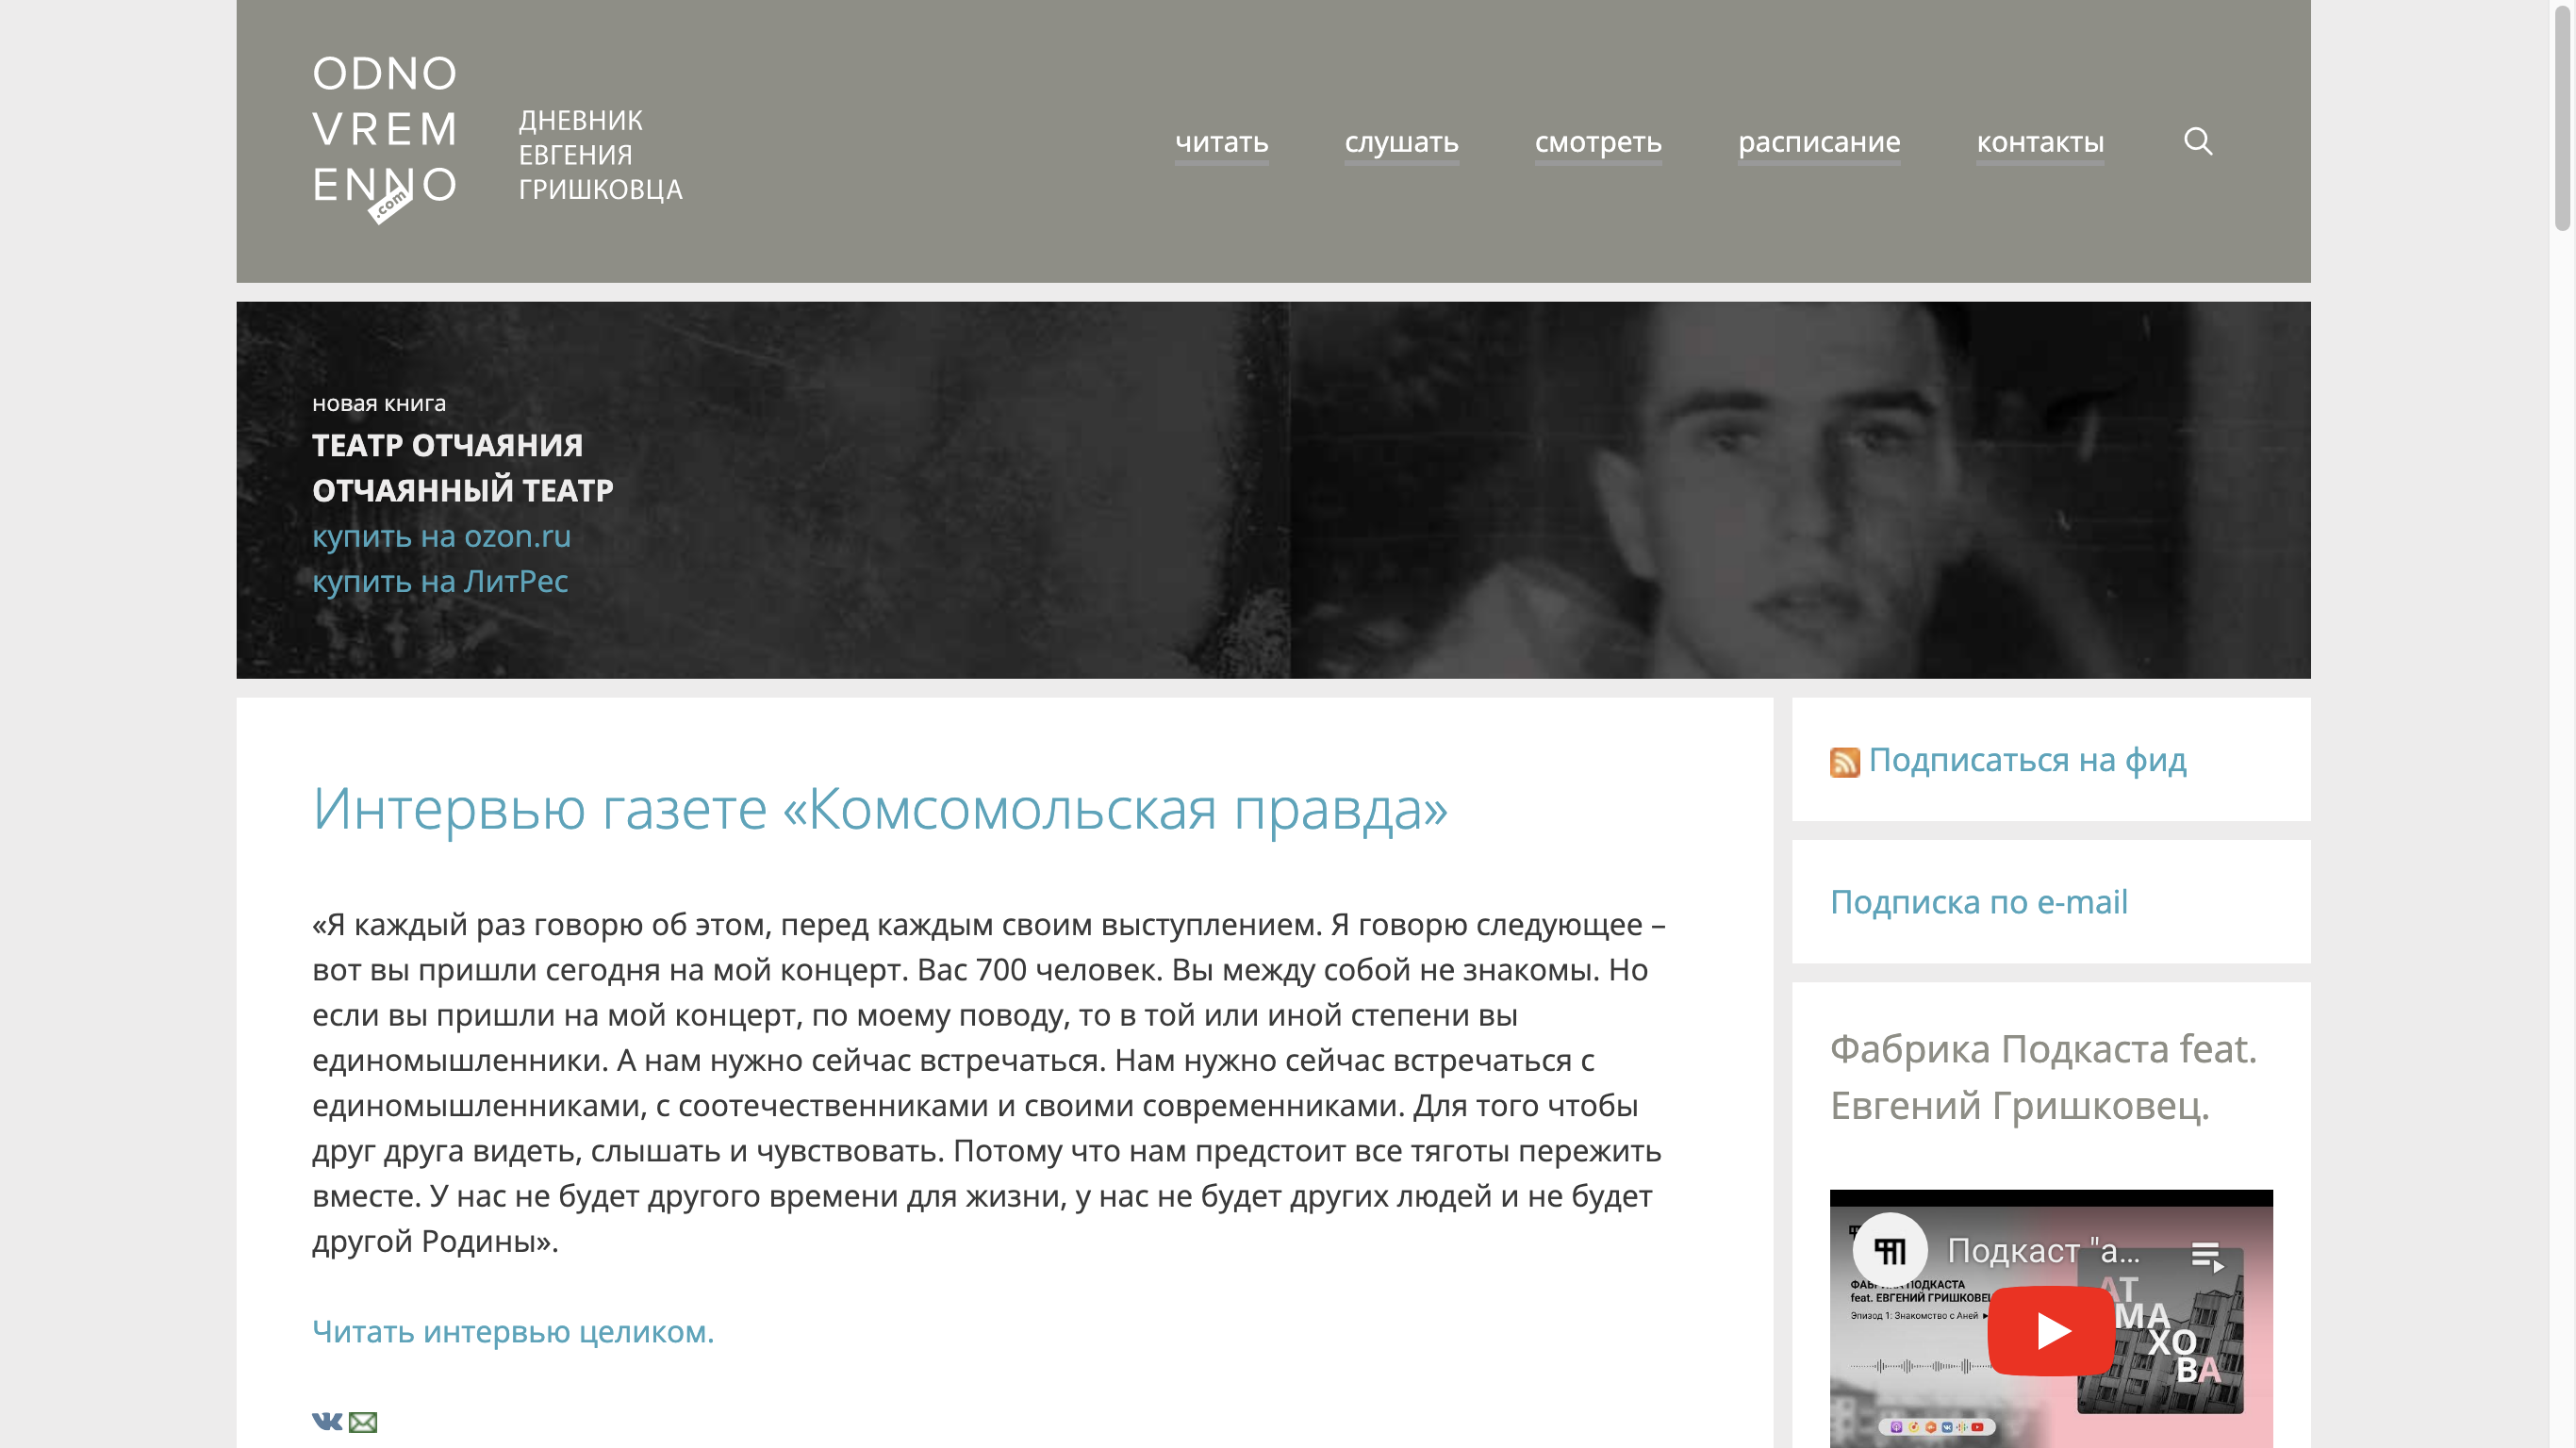 ODNO
VREM
ENNO
.com
ДНЕВНИК
ЕВГЕНИЯ
ГРИШКОВЦА
читать
слушать
смотреть
расписание
контакты
новая книга
ТЕАТР ОТЧАЯНИЯ
ОТЧАЯННЫЙ ТЕАТР
купить на ozon.ru
купить на ЛитРес
Интервью газете «Комсомольская правда»
«Я каждый раз говорю об этом, перед каждым своим выступлением. Я говорю следующее –
вот вы пришли сегодня на мой концерт. Вас 700 человек. Вы между собой не знакомы. Но
если вы пришли на мой концерт, по моему поводу, то в той или иной степени вы
единомышленники. А нам нужно сейчас встречаться. Нам нужно сейчас встречаться с
единомышленниками, с соотечественниками и своими современниками. Для того чтобы
друг друга видеть, слышать и чувствовать. Потому что нам предстоит все тяготы пережить
вместе. У нас не будет другого времени для жизни, у нас не будет других людей и не будет
другой Родины».
Читать интервью целиком.
Подписаться на фид
Подписка по e-mail
Фабрика Подкаста feat.
Евгений Гришковец.
Подкаст "а...
ПОДКАСТА
feat. ЕВГЕНИЙ
Эпизод 1: Знакомство с Аней
АТ
МА
ХО
ВА